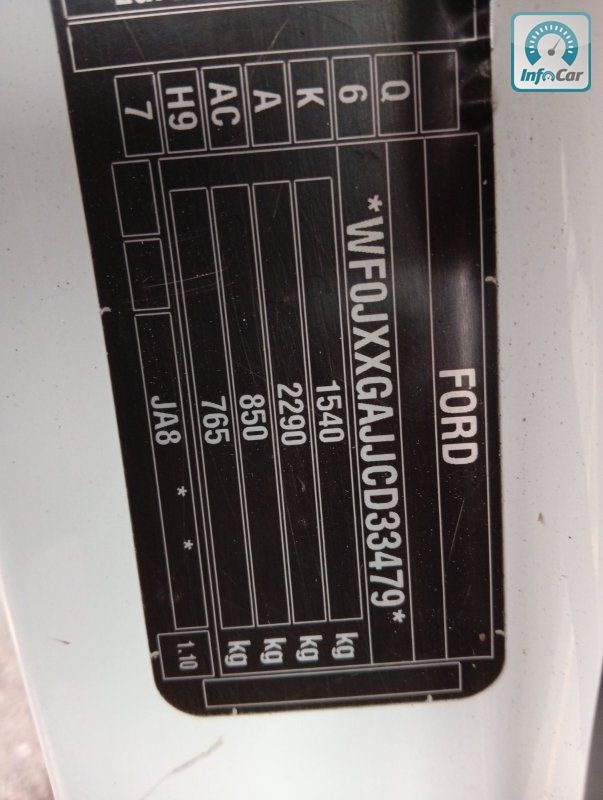 InfoCar
FORD
*WF0JXXGAJJCD33479*
1540 kg
2290 kg
850 kg
765 kg
JA8 * *
1.10
Q
6
K
A
AC
H9
7